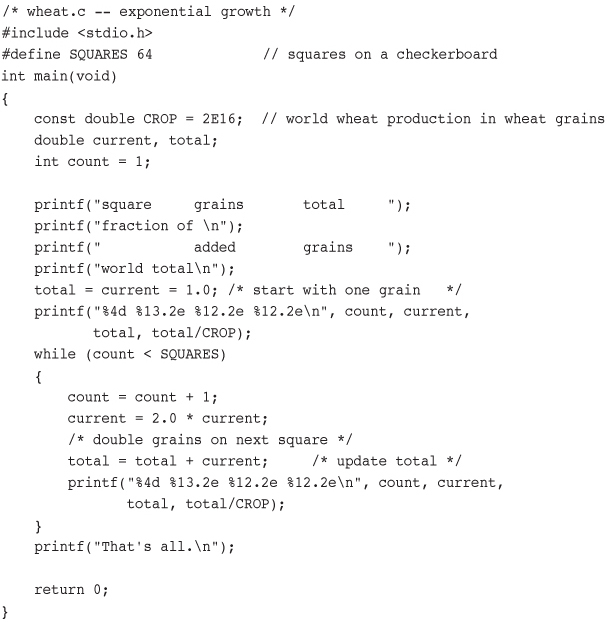 /* wheat.c -- exponential growth */
#include <stdio.h>
#define SQUARES 64             // squares on a checkerboard
int main(void)
{
    const double CROP = 2E16;  // world wheat production in wheat grains
    double current, total;
    int count = 1;

    printf("square     grains       total     ");
    printf("fraction of \n");
    printf("           added        grains    ");
    printf("world total\n");
    total = current = 1.0; /* start with one grain   */
    printf("%4d %13.2e %12.2e %12.2e\n", count, current,
           total, total/CROP);
    while (count < SQUARES)
    {
        count = count + 1;
        current = 2.0 * current;
        /* double grains on next square */
        total = total + current;     /* update total */
        printf("%4d %13.2e %12.2e %12.2e\n", count, current,
               total, total/CROP);
    }
    printf("That's all.\n");

    return 0;
}